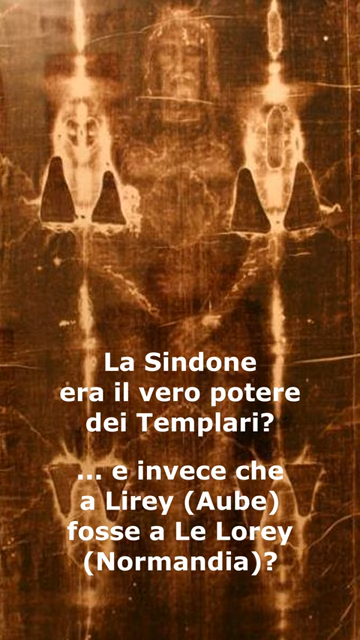 La Sindone
era il vero potere
dei Templari?
... e invece che
a Lirey (Aube)
fosse a Le Lorey
(Normandia)?